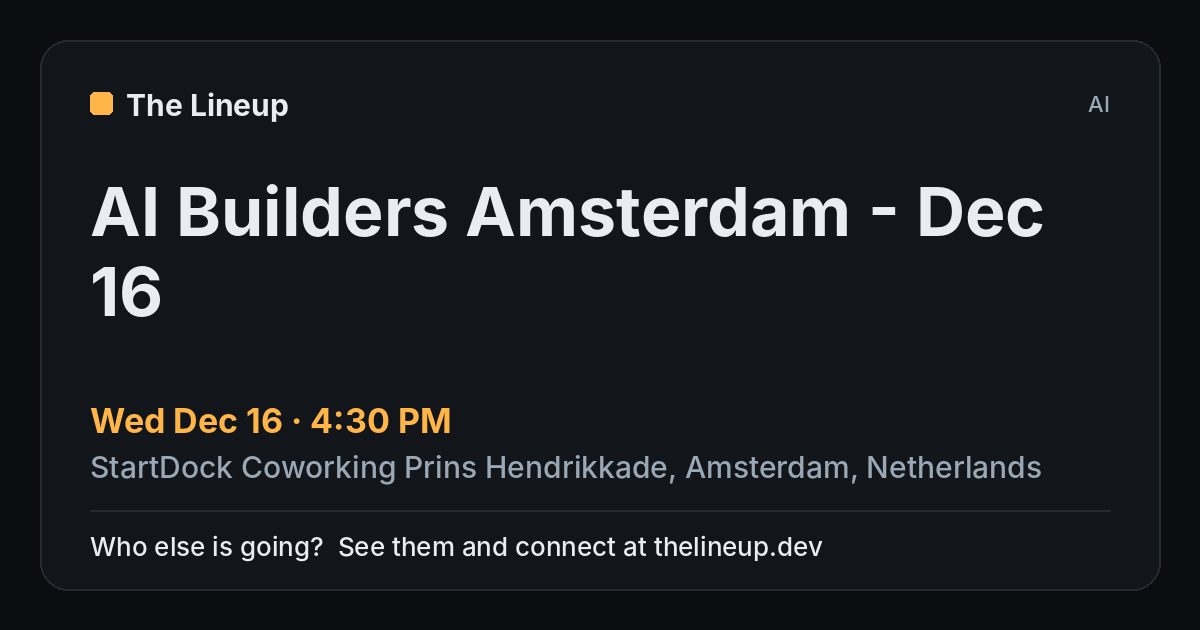 The Lineup
AI
AI Builders Amsterdam - Dec
16
Wed Dec 16 · 4:30 PM
StartDock Coworking Prins Hendrikkade, Amsterdam, Netherlands
Who else is going? See them and connect at thelineup.dev